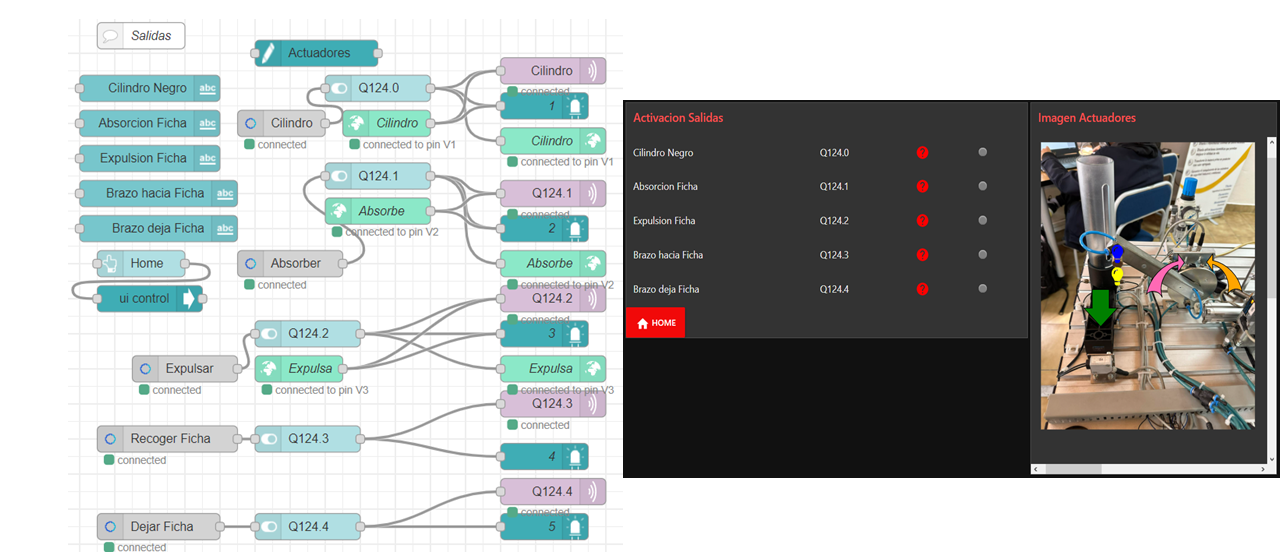 Salidas
Actuadores
Cilindro Negro abc
Absorcion Ficha abc
Expulsion Ficha abc
Brazo hacia Ficha abc
Brazo deja Ficha abc
Home
ui control
Q124.0
Cilindro
connected
Cilindro
connected to pin V1
Cilindro
connected
1
Cilindro
connected to pin V1
Q124.1
Absorbe
connected to pin V2
Absorber
connected
Q124.1
connected
2
Absorbe
connected to pin V2
Q124.2
Expulsar
connected
Expulsa
connected to pin V3
Q124.2
connected
3
Expulsa
connected to pin V3
Recoger Ficha
connected
Q124.3
Q124.3
connected
4
Dejar Ficha
connected
Q124.4
Q124.4
connected
5
Activacion Salidas
Cilindro Negro Q124.0 ?
Absorcion Ficha Q124.1 ?
Expulsion Ficha Q124.2 ?
Brazo hacia Ficha Q124.3 ?
Brazo deja Ficha Q124.4 ?
HOME
Imagen Actuadores